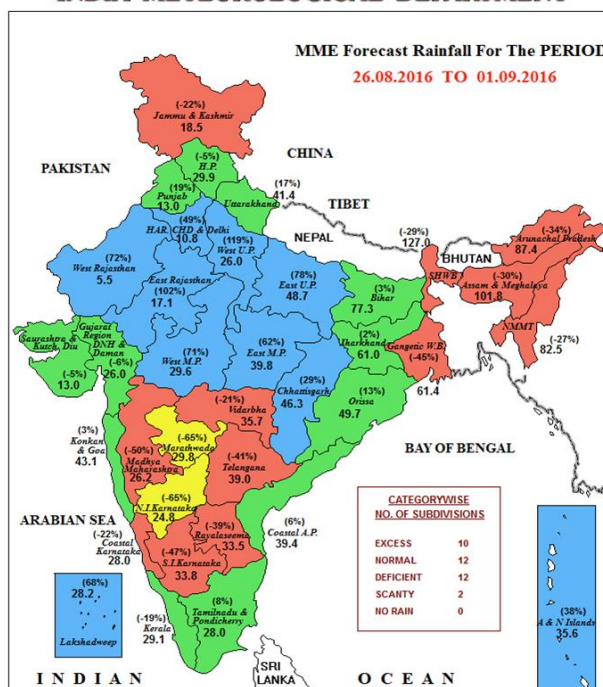 MME Forecast Rainfall For The PERIOD
26.08.2016 TO 01.09.2016
(-22%)
Jammu & Kashmir
18.5
CHINA
PAKISTAN
(-5%)
H.P.
29.9
(19%)
Punjab
13.0
(17%)
41.4
Uttarakhand
TIBET
(49%)
HAR. CHD & Delhi
10.8
(119%)
West U.P.
26.0
NEPAL
-29%)
127.0
(-34%)
Arunachal Pradesh
87.4
BHUTAN
(72%)
West Rajasthan
5.5
East Rajasthan
(102%)
17.1
(78%)
East U.P.
48.7
(3%)
Bihar
77.3
SHWB
(-30%)
Assam & Meghalaya
101.8
NMMT
(-27%)
82.5
Saurashtra &
Kutch, Diu
(-5%)
13.0
Gujarat
Region
DNH &
Daman
(-6%)
26.0
(71%)
West M.P.
29.6
(62%)
East M.P.
39.8
(2%)
Jharkhand
61.0
Gangetic W.B.
(-45%)
61.4
(29%)
Chhattisgarh
46.3
(13%)
Orissa
49.7
(-21%)
Vidarbha
35.7
(3%)
Konkan
& Goa
43.1
(-65%)
Marathwada
29.8
(-50%)
Madhya
Maharashtra
26.2
(-41%)
Telangana
39.0
BAY OF BENGAL
(-65%)
N.I.Karnataka
24.8
ARABIAN SEA
(-22%
Coastal
Karnataka
28.0
(-39%)
Rayalaseema
33.5
(6%)
Coastal A.P.
39.4
(-47%)
S.I.Karnataka
33.8
CATEGORYWISE
NO. OF SUBDIVISIONS
EXCESS 10
NORMAL 12
DEFICIENT 12
SCANTY 2
NO RAIN 0
(68%)
28.2
Lakshadweep
-19%)
Kerala
29.1
(8%)
Tamilnadu &
Pondicherry
28.0
(38%)
A & N Islands
35.6
SRI
LANKA
INDIAN OCEAN